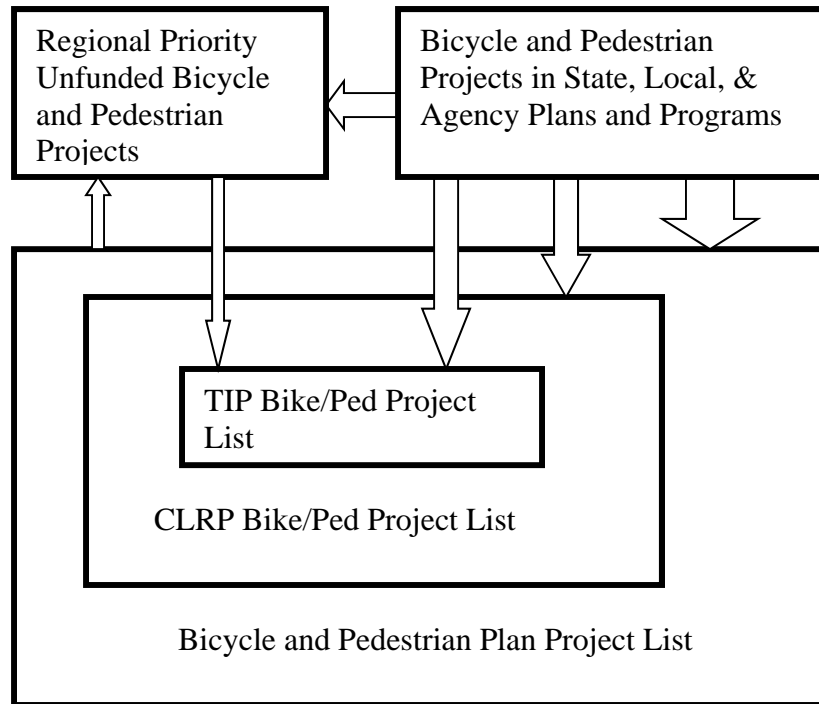 Regional Priority
Unfunded Bicycle
and Pedestrian
Projects
Bicycle and Pedestrian
Projects in State, Local, &
Agency Plans and Programs
TIP Bike/Ped Project
List
CLRP Bike/Ped Project List
Bicycle and Pedestrian Plan Project List